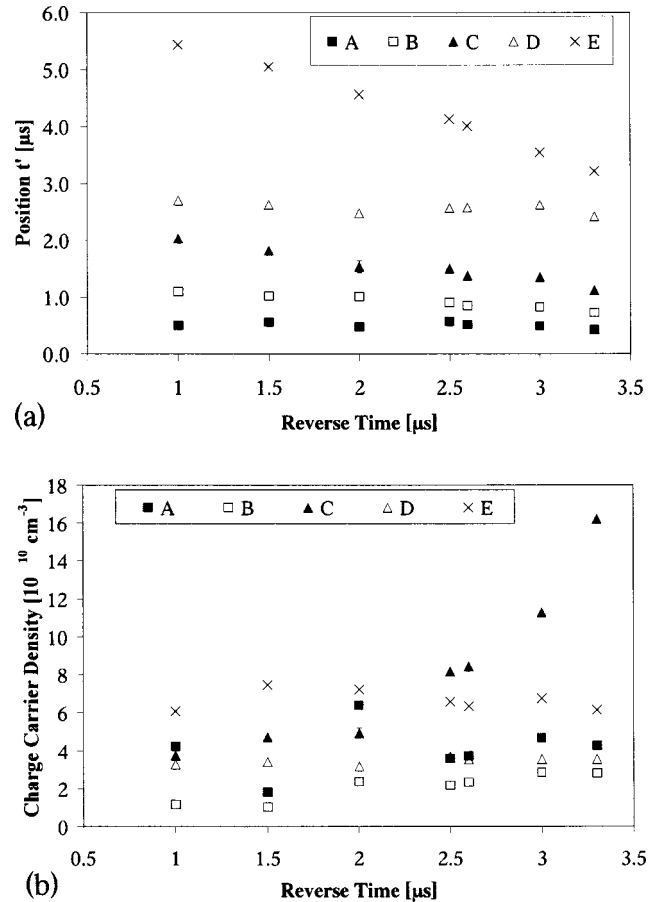 A B C D E
6.0
5.0
4.0
3.0
2.0
1.0
0.0
Position t' [μs]
0.5 1 1.5 2 2.5 3 3.5
Reverse Time [μs]
(a)
A B C D E
18
16
14
12
10
8
6
4
2
0
Charge Carrier Density [10 ¹⁰ cm⁻³]
0.5 1 1.5 2 2.5 3 3.5
Reverse Time [μs]
(b)